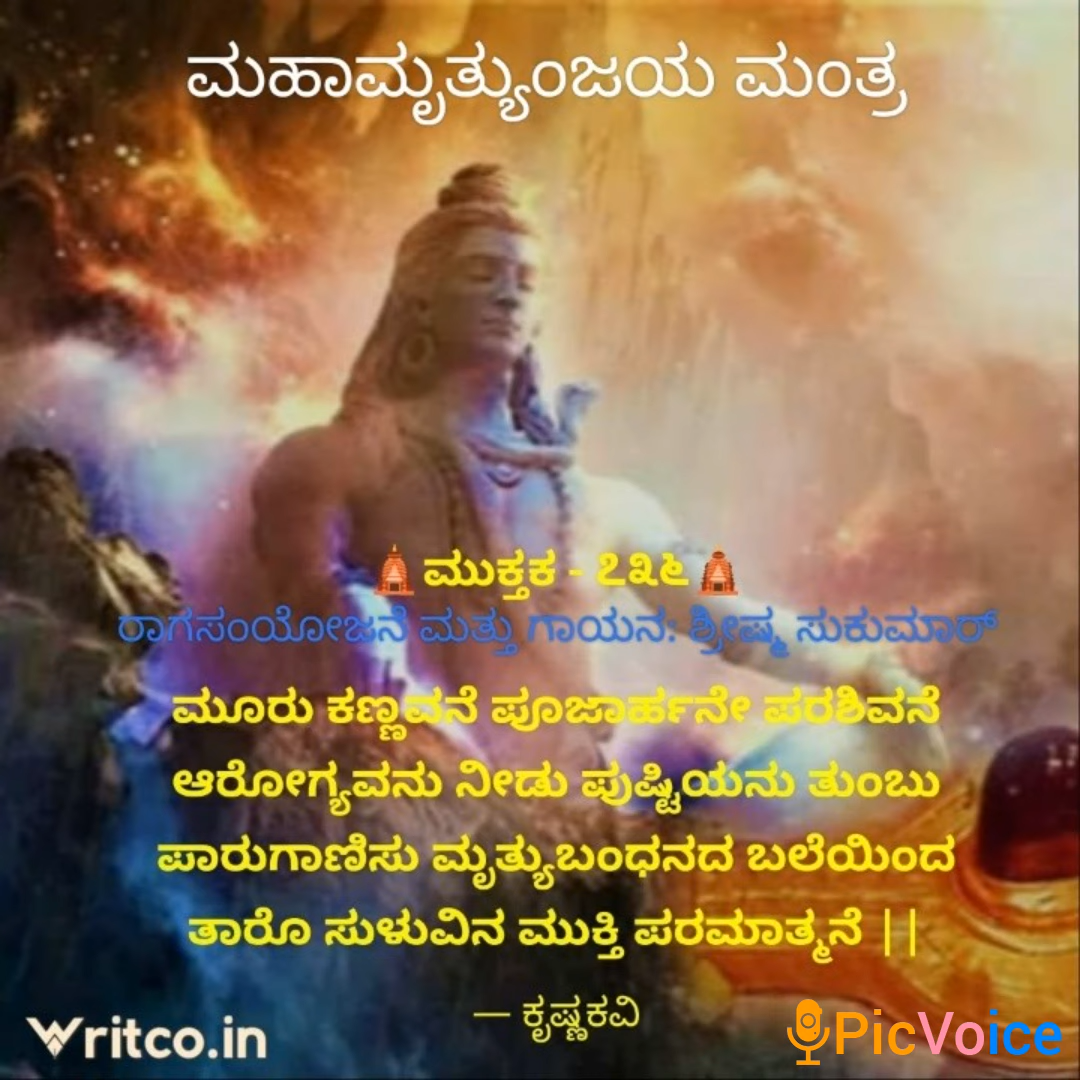 ಮಹಾಮೃತ್ಯುಂಜಯ ಮಂತ್ರ
ಮುಕ್ತಕ - ೭೩೬
ರಾಗಸಂಯೋಜನೆ ಮತ್ತು ಗಾಯನ: ಶ್ರೀಷ್ಮ ಸುಕುಮಾರ್
ಮೂರು ಕಣ್ಣವನೆ ಪೂಜಾರ್ಹನೇ ಪರಶಿವನೆ
ಆರೋಗ್ಯವನು ನೀಡು ಪುಷ್ಟಿಯನು ತುಂಬು
ಪಾರುಗಾಣಿಸು ಮೃತ್ಯುಬಂಧನದ ಬಲೆಯಿಂದ
ತಾರೊ ಸುಳುವಿನ ಮುಕ್ತಿ ಪರಮಾತ್ಮನೆ ||
— ಕೃಷ್ಣಕವಿ
Writco.in
PicVoice